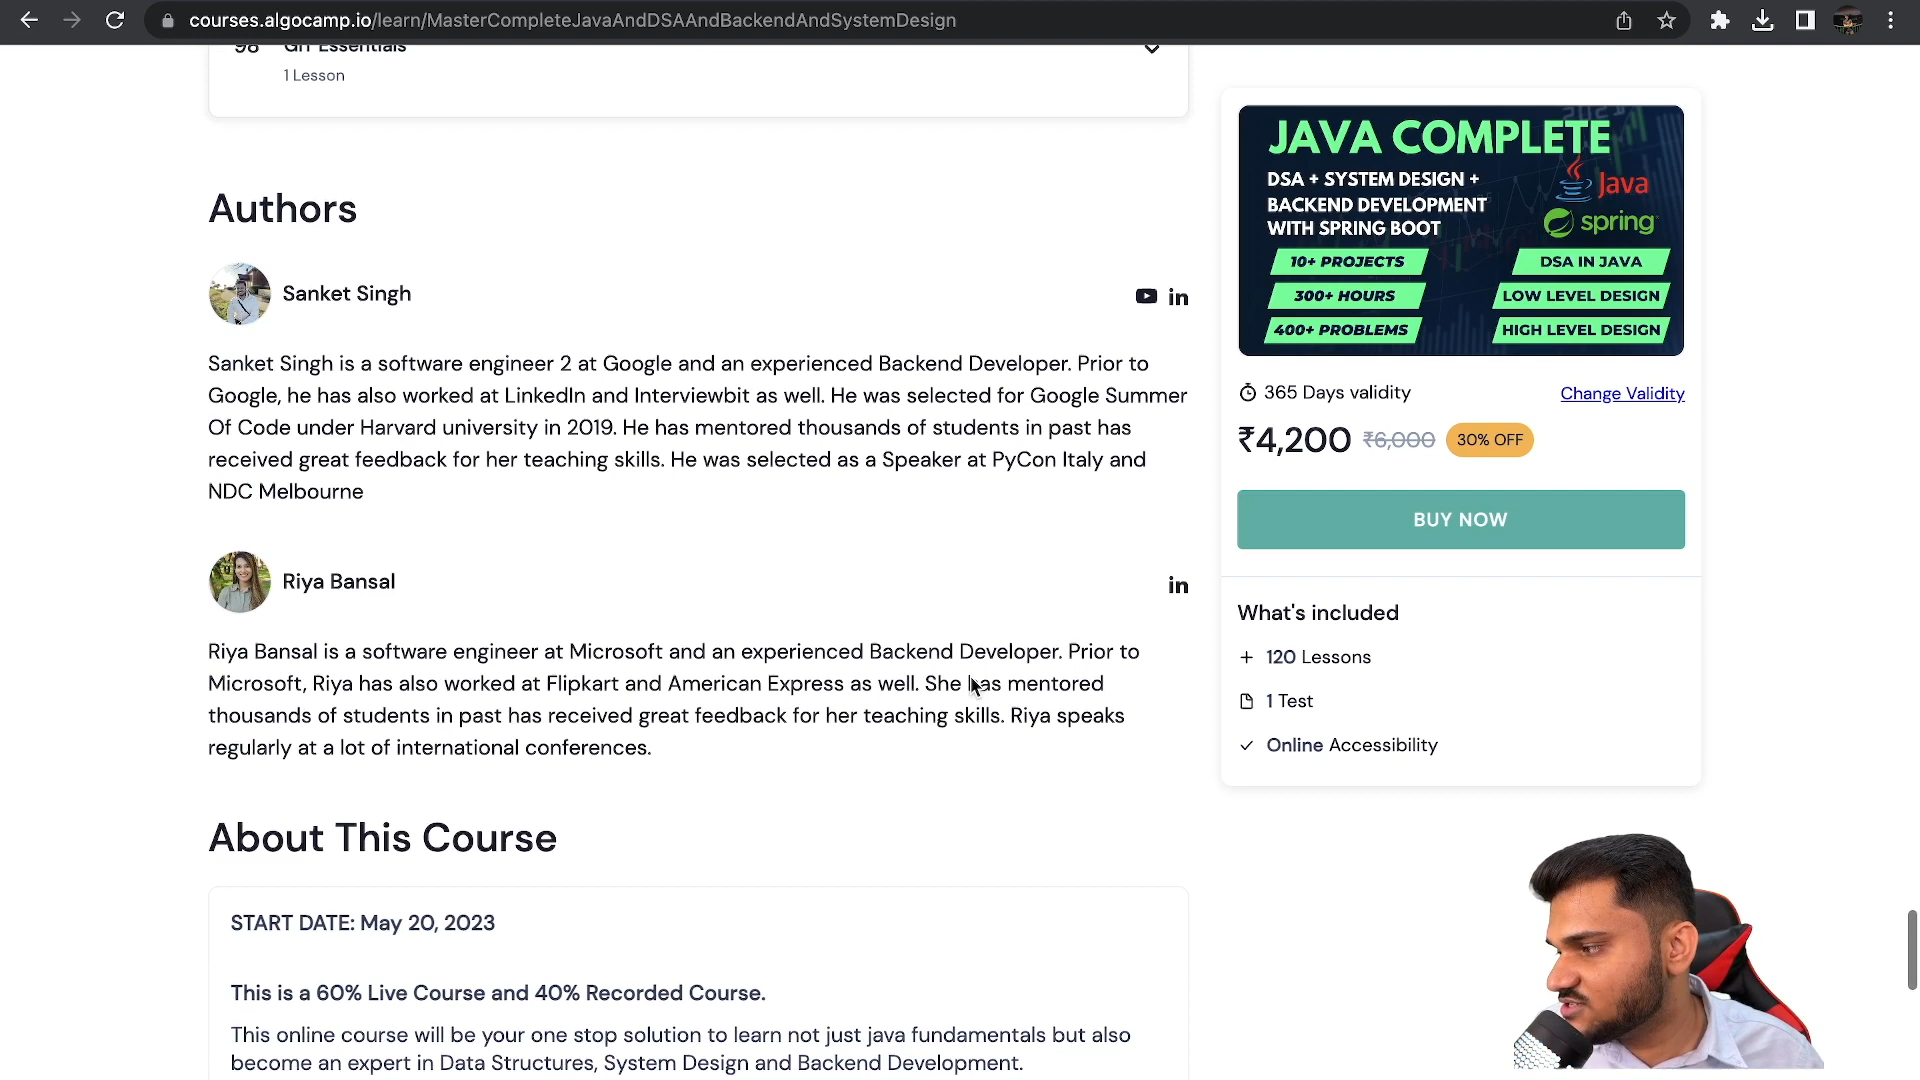 courses.algocamp.io/learn/MasterCompleteJavaAndDSAAndBackendAndSystemDesign
98 GIT Essentials
1 Lesson
Authors
Sanket Singh
in
Sanket Singh is a software engineer 2 at Google and an experienced Backend Developer. Prior to
Google, he has also worked at LinkedIn and Interviewbit as well. He was selected for Google Summer
Of Code under Harvard university in 2019. He has mentored thousands of students in past has
received great feedback for her teaching skills. He was selected as a Speaker at PyCon Italy and
NDC Melbourne
Riya Bansal
in
Riya Bansal is a software engineer at Microsoft and an experienced Backend Developer. Prior to
Microsoft, Riya has also worked at Flipkart and American Express as well. She has mentored
thousands of students in past has received great feedback for her teaching skills. Riya speaks
regularly at a lot of international conferences.
About This Course
START DATE: May 20, 2023
This is a 60% Live Course and 40% Recorded Course.
This online course will be your one stop solution to learn not just java fundamentals but also
become an expert in Data Structures, System Design and Backend Development.
JAVA COMPLETE
DSA + SYSTEM DESIGN +
BACKEND DEVELOPMENT
WITH SPRING BOOT
Java
spring
10+ PROJECTS
DSA IN JAVA
300+ HOURS
LOW LEVEL DESIGN
400+ PROBLEMS
HIGH LEVEL DESIGN
365 Days validity
Change Validity
₹4,200 ₹6,000 30% OFF
BUY NOW
What's included
120 Lessons
1 Test
Online Accessibility